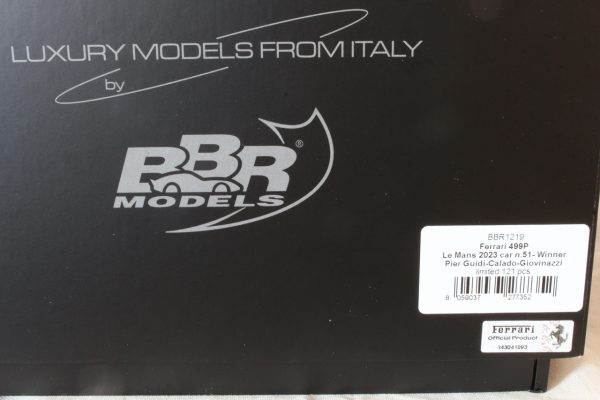 LUXURY MODELS FROM ITALY
by
BBR®
MODELS
BBR1219
Ferrari 499P
Le Mans 2023 car n.51- Winner
Pier Guidi-Calado-Giovinazzi
limited 121 pcs
8 059037 277352
Ferrari
Official Product
343041093